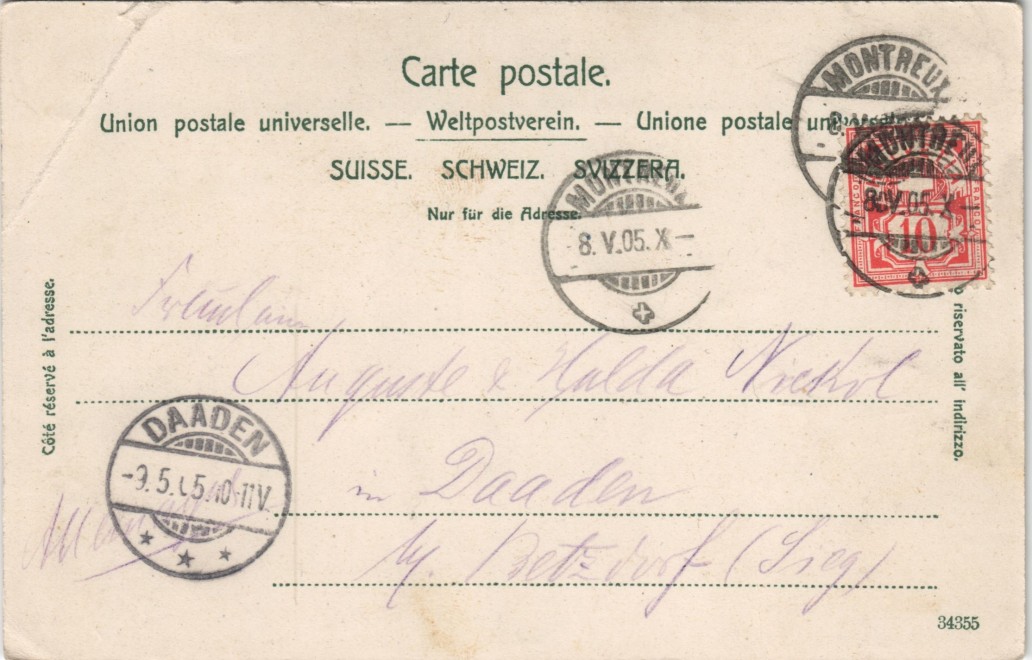 Carte postale.
Union postale universelle. — Weltpostverein. — Unione postale
SUISSE. SCHWEIZ. SVIZZERA.
Nur für die Adresse.
MONTREUX
MONTREUX
8.V.05.X–
10
MONTREUX
8.V.05.X–
Côté réservé à l'adresse.
riservato all' indirizzo.
Fräulein
Auguste & Hulda
DAADEN
-9.5.05.10-11V.
in Daaden
Betzdorf (Sieg)
34355